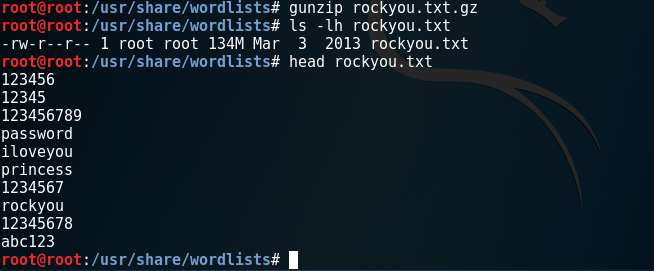 root@root:/usr/share/wordlists# gunzip rockyou.txt.gz
root@root:/usr/share/wordlists# ls -lh rockyou.txt
-rw-r--r-- 1 root root 134M Mar  3  2013 rockyou.txt
root@root:/usr/share/wordlists# head rockyou.txt
123456
12345
123456789
password
iloveyou
princess
1234567
rockyou
12345678
abc123
root@root:/usr/share/wordlists#